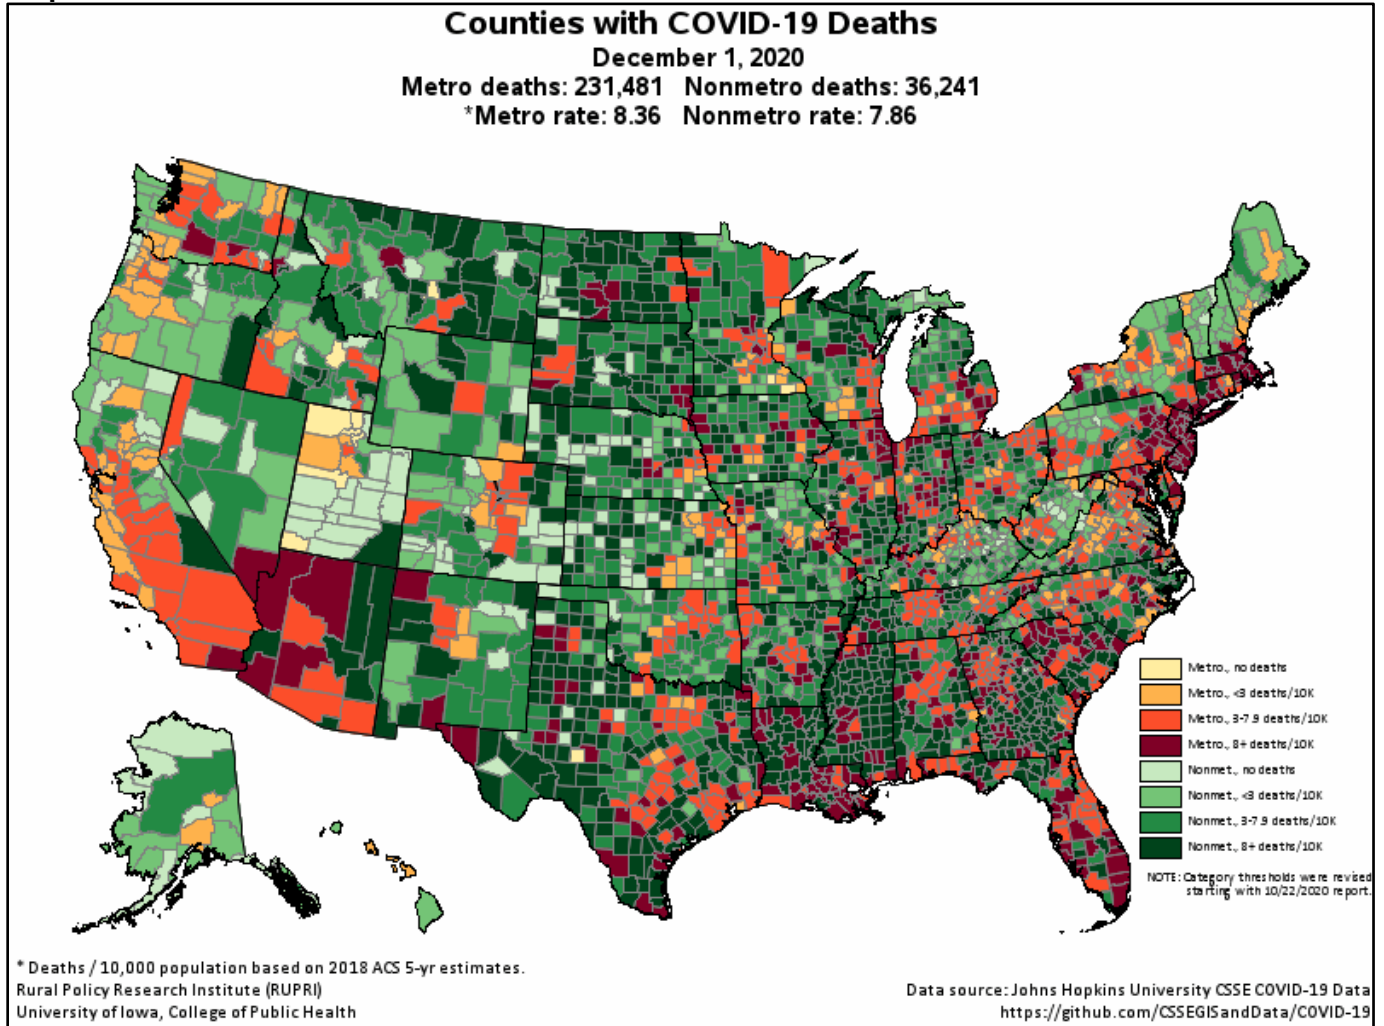 Counties with COVID-19 Deaths
December 1, 2020
Metro deaths: 231,481 Nonmetro deaths: 36,241
*Metro rate: 8.36 Nonmetro rate: 7.86
Metro., no deaths
Metro., <3 deaths/10K
Metro., 3-7.9 deaths/10K
Metro., 8+ deaths/10K
Nonmet., no deaths
Nonmet., <3 deaths/10K
Nonmet., 3-7.9 deaths/10K
Nonmet., 8+ deaths/10K
NOTE: Category thresholds were revised
starting with 10/22/2020 report.
* Deaths / 10,000 population based on 2018 ACS 5-yr estimates.
Rural Policy Research Institute (RUPRI)
University of Iowa, College of Public Health
Data source: Johns Hopkins University CSSE COVID-19 Data
https://github.com/CSSEGISandData/COVID-19